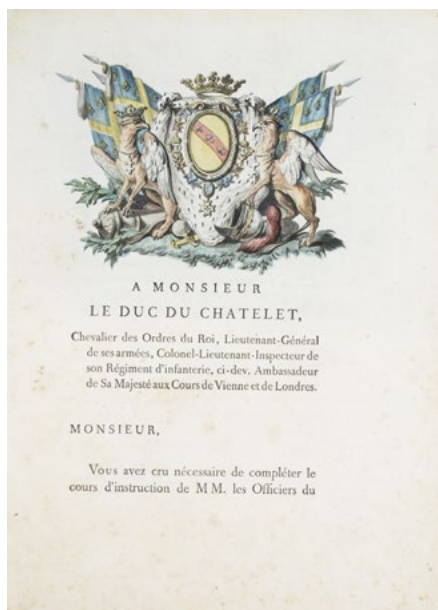 A MONSIEUR
LE DUC DU CHATELET,
Chevalier des Ordres du Roi, Lieutenant-Général
de ses armées, Colonel-Lieutenant-Inspecteur de
son Régiment d'infanterie, ci-dev. Ambassadeur
de Sa Majesté aux Cours de Vienne et de Londres.
MONSIEUR,
Vous avez cru nécessaire de compléter le
cours d'instruction de MM. les Officiers du